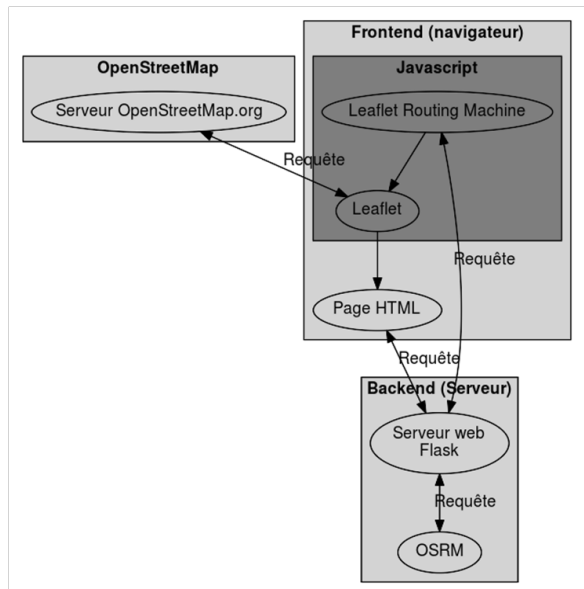 Frontend (navigateur)
OpenStreetMap
Javascript
Serveur OpenStreetMap.org
Leaflet Routing Machine
Requête
Leaflet
Requête
Page HTML
Requête
Backend (Serveur)
Serveur web
Flask
Requête
OSRM